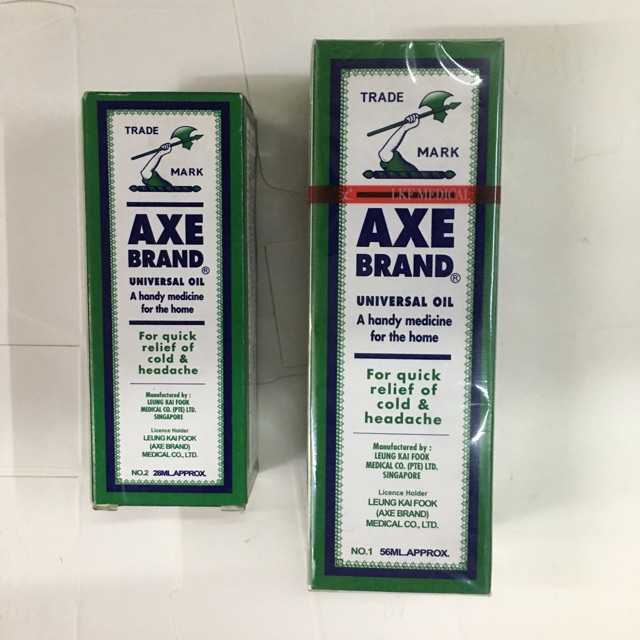 TRADE
MARK
AXE
BRAND®
UNIVERSAL OIL
A handy medicine
for the home
For quick
relief of
cold &
headache
Manufactured by :
LEUNG KAI FOOK
MEDICAL CO. (PTE) LTD.
SINGAPORE
Licence Holder
LEUNG KAI FOOK
(AXE BRAND)
MEDICAL CO., LTD.
NO.2 28ML.APPROX.
TRADE
MARK
LKF MEDICAL
AXE
BRAND®
UNIVERSAL OIL
A handy medicine
for the home
For quick
relief of
cold &
headache
Manufactured by :
LEUNG KAI FOOK
MEDICAL CO. (PTE) LTD.
SINGAPORE
Licence Holder
LEUNG KAI FOOK
(AXE BRAND)
MEDICAL CO., LTD.
NO.1 56ML.APPROX.